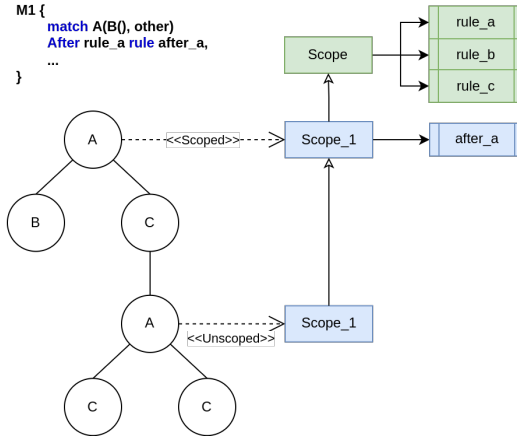 M1 {
match A(B(), other)
After rule_a rule after_a,
...
}
Scope
rule_a
rule_b
rule_c
A
<<Scoped>>
Scope_1
after_a
B
C
A
<<Unscoped>>
Scope_1
C
C